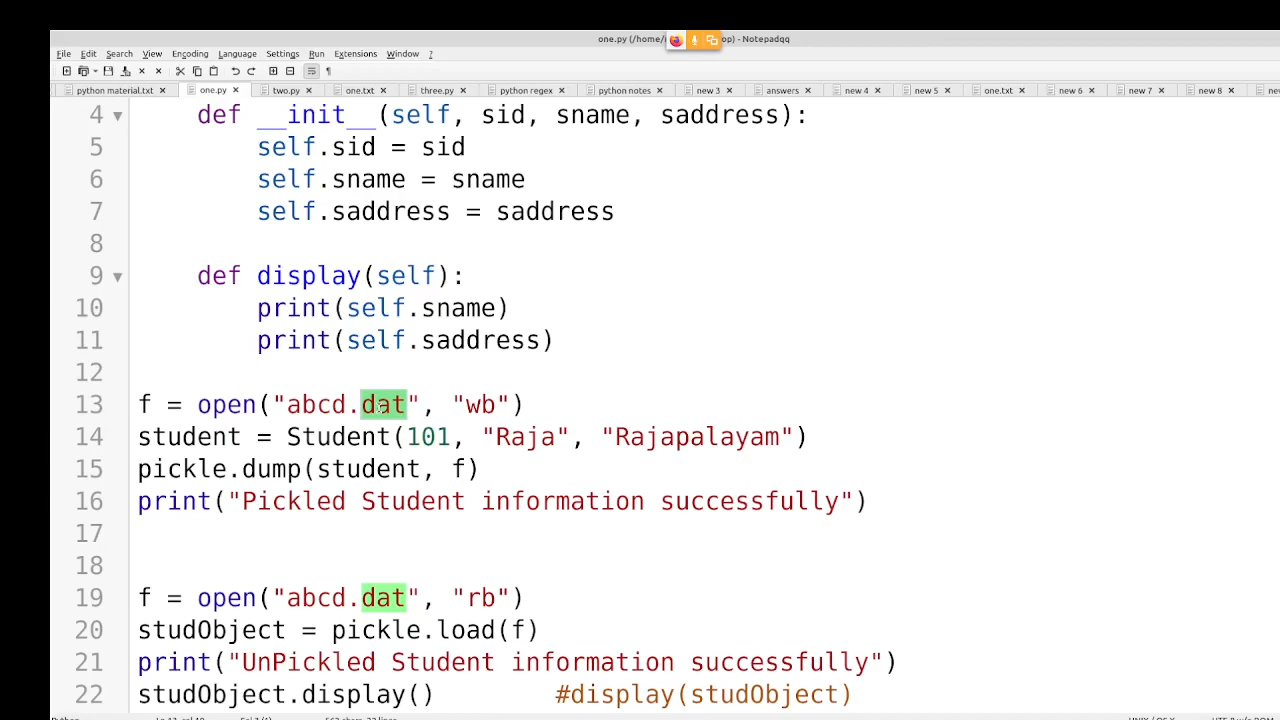 one.py (/home/ op) - Notepadqq
File Edit Search View Encoding Language Settings Run Extensions Window ?
python material.txt one.py two.py one.txt three.py python regex python notes new 3 answers new 4 new 5 one.txt new 6 new 7 new 8
4 def __init__(self, sid, sname, saddress):
5 self.sid = sid
6 self.sname = sname
7 self.saddress = saddress
8
9 def display(self):
10 print(self.sname)
11 print(self.saddress)
12
13 f = open("abcd.dat", "wb")
14 student = Student(101, "Raja", "Rajapalayam")
15 pickle.dump(student, f)
16 print("Pickled Student information successfully")
17
18
19 f = open("abcd.dat", "rb")
20 studObject = pickle.load(f)
21 print("UnPickled Student information successfully")
22 studObject.display() #display(studObject)